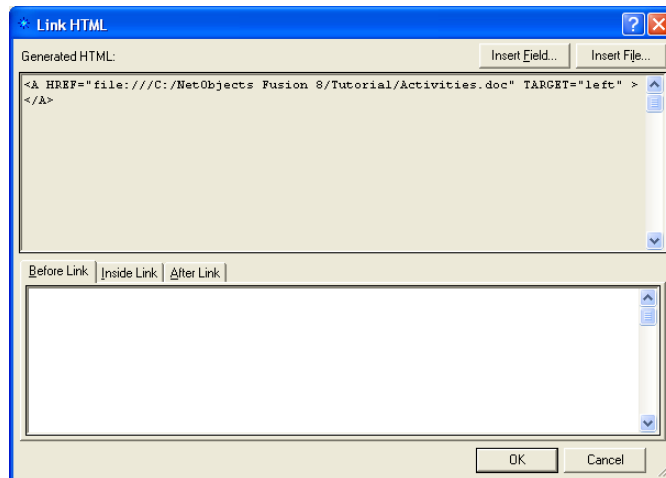 Link HTML
Generated HTML:
Insert Field...
Insert File...
<A HREF="file:///C:/NetObjects Fusion 8/Tutorial/Activities.doc" TARGET="left" >
</A>
Before Link
Inside Link
After Link
OK
Cancel